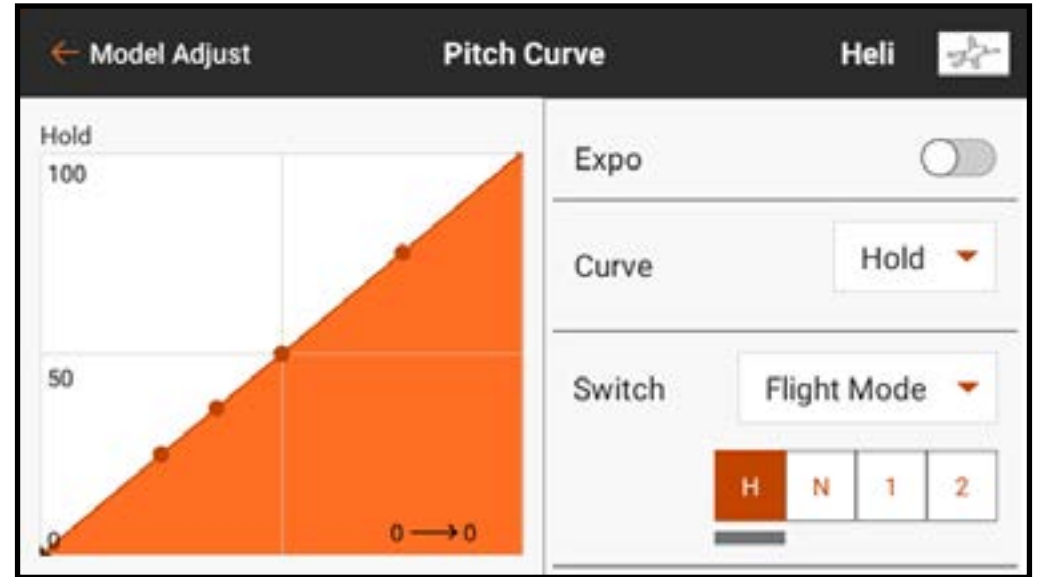 ← Model Adjust
Pitch Curve
Heli
Hold
100
50
0
0 → 0
Expo
Curve
Hold
Switch
Flight Mode
H N 1 2